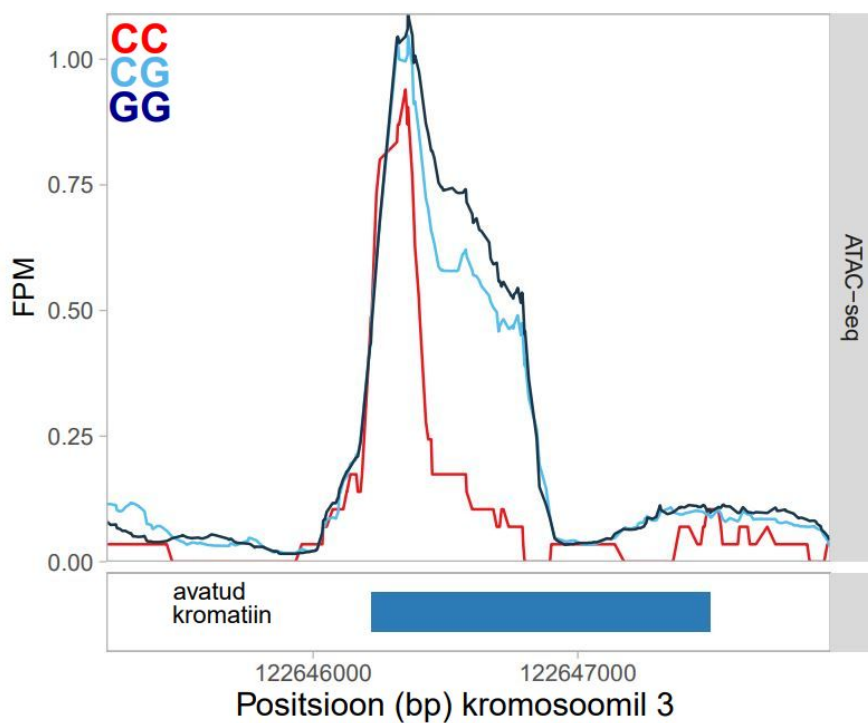 CC
CG
GG
1.00
0.75
0.50
0.25
0.00
FPM
ATAC−seq
avatud
kromatiin
122646000 122647000
Positsioon (bp) kromosoomil 3